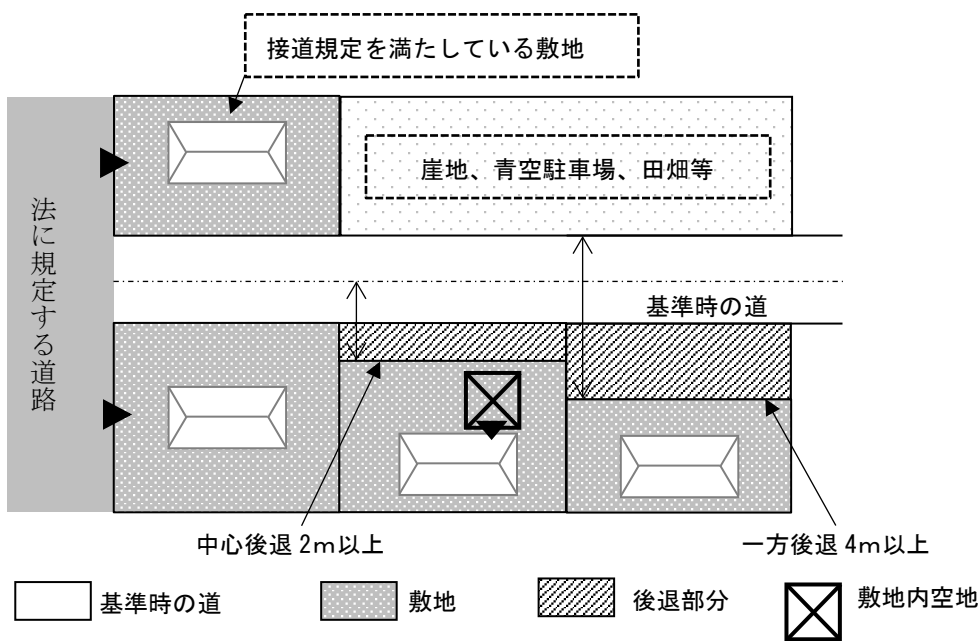 接道規定を満たしている敷地
崖地、青空駐車場、田畑等
法に規定する道路
基準時の道
中心後退2m以上
一方後退4m以上
基準時の道
敷地
後退部分
敷地内空地